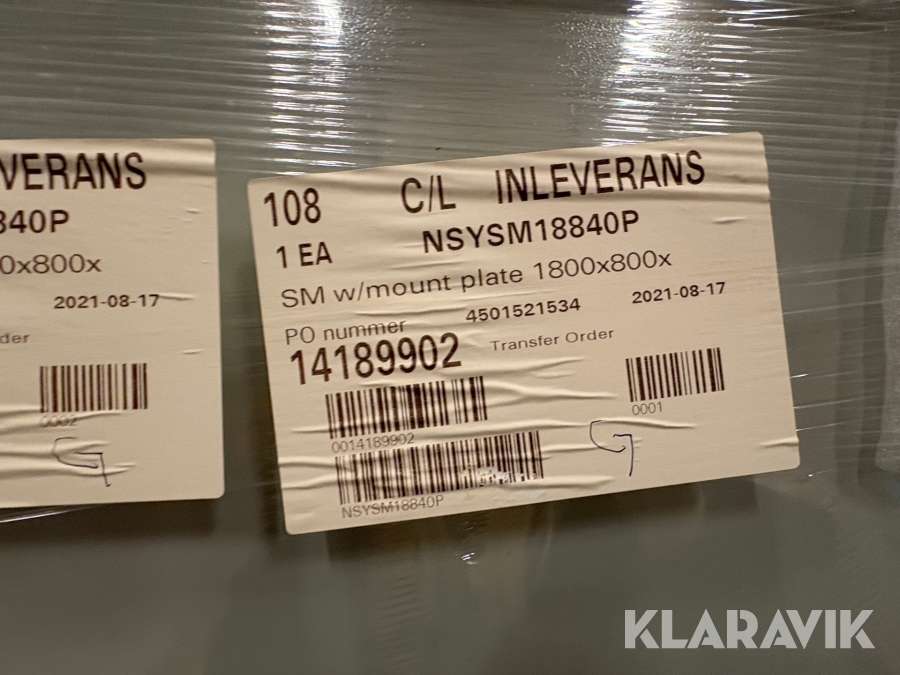 VERANS
840P
0x800x
2021-08-17
der
0002
108 C/L INLEVERANS
1 EA NSYSM18840P
SM w/mount plate 1800x800x
PO nummer 4501521534 2021-08-17
14189902 Transfer Order
0014189902 0001
NSYSM18840P
KLARAVIK